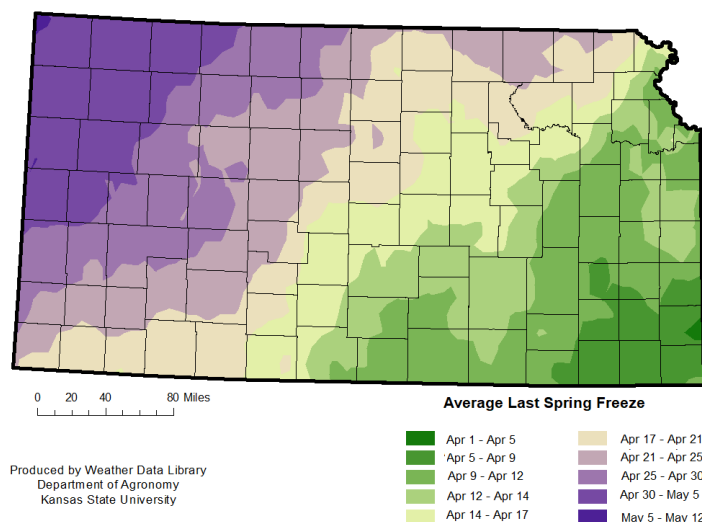 0 20 40 80 Miles
Average Last Spring Freeze
Apr 1 - Apr 5
Apr 5 - Apr 9
Apr 9 - Apr 12
Apr 12 - Apr 14
Apr 14 - Apr 17
Apr 17 - Apr 21
Apr 21 - Apr 25
Apr 25 - Apr 30
Apr 30 - May 5
May 5 - May 12
Produced by Weather Data Library
Department of Agronomy
Kansas State University